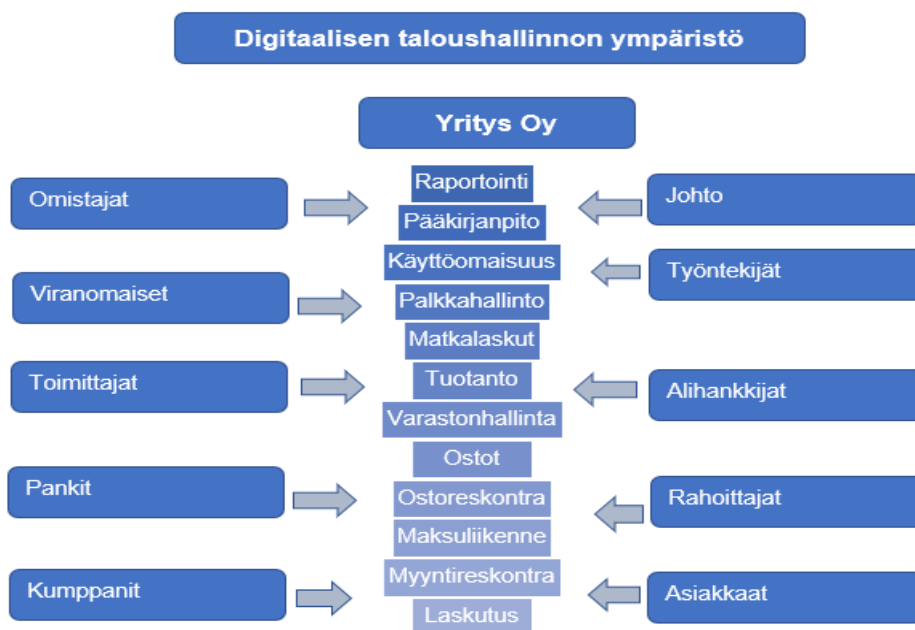 Digitaalisen taloushallinnon ympäristö
Yritys Oy
Omistajat
Viranomaiset
Toimittajat
Pankit
Kumppanit
Raportointi
Pääkirjanpito
Käyttöomaisuus
Palkkahallinto
Matkalaskut
Tuotanto
Varastonhallinta
Ostot
Ostoreskontra
Maksuliikenne
Myyntireskontra
Laskutus
Johto
Työntekijät
Alihankkijat
Rahoittajat
Asiakkaat